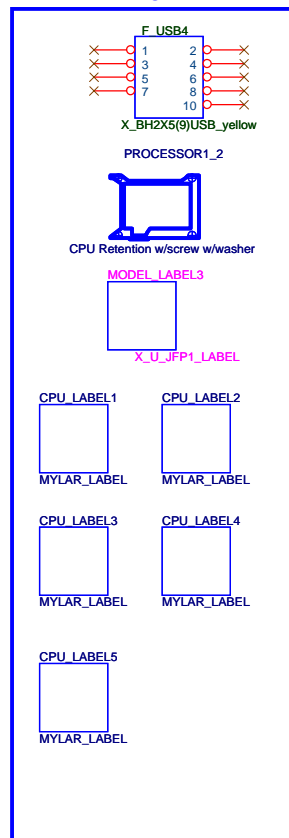 F_USB4
1 2
3 4
5 6
7 8
10
X_BH2X5(9)USB_yellow
PROCESSOR1_2
CPU Retention w/screw w/washer
MODEL_LABEL3
X_U_JFP1_LABEL
CPU_LABEL1 CPU_LABEL2
MYLAR_LABEL MYLAR_LABEL
CPU_LABEL3 CPU_LABEL4
MYLAR_LABEL MYLAR_LABEL
CPU_LABEL5
MYLAR_LABEL